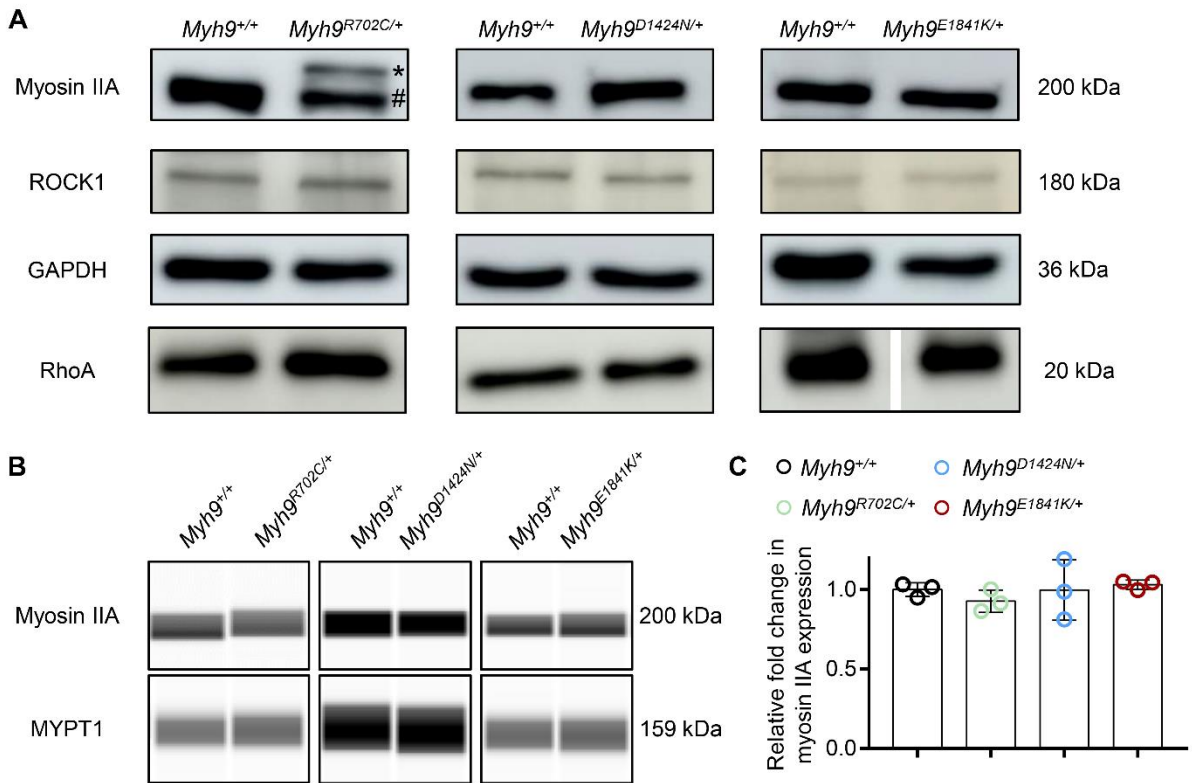 A
Myh9+/+ Myh9R702C/+ Myh9+/+ Myh9D1424N/+ Myh9+/+ Myh9E1841K/+
Myosin IIA * # 200 kDa
ROCK1 180 kDa
GAPDH 36 kDa
RhoA 20 kDa
B
Myh9+/+ Myh9R702C/+ Myh9+/+ Myh9D1424N/+ Myh9+/+ Myh9E1841K/+
Myosin IIA 200 kDa
MYPT1 159 kDa
C
Myh9+/+ Myh9D1424N/+
Myh9R702C/+ Myh9E1841K/+
Relative fold change in
myosin IIA expression
1.0
0.5
0.0